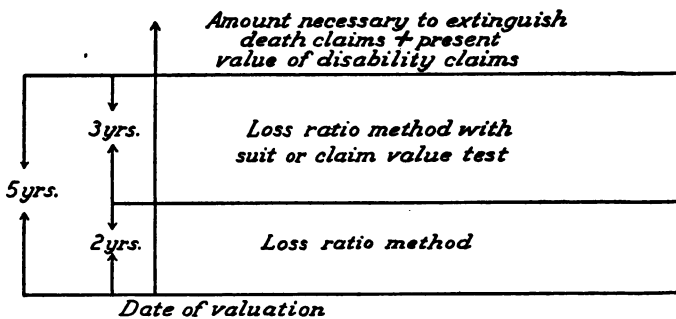 Amount necessary to extinguish
death claims + present
value of disability claims
3yrs.
Loss ratio method with
suit or claim value test
5yrs.
2yrs.
Loss ratio method
Date of valuation